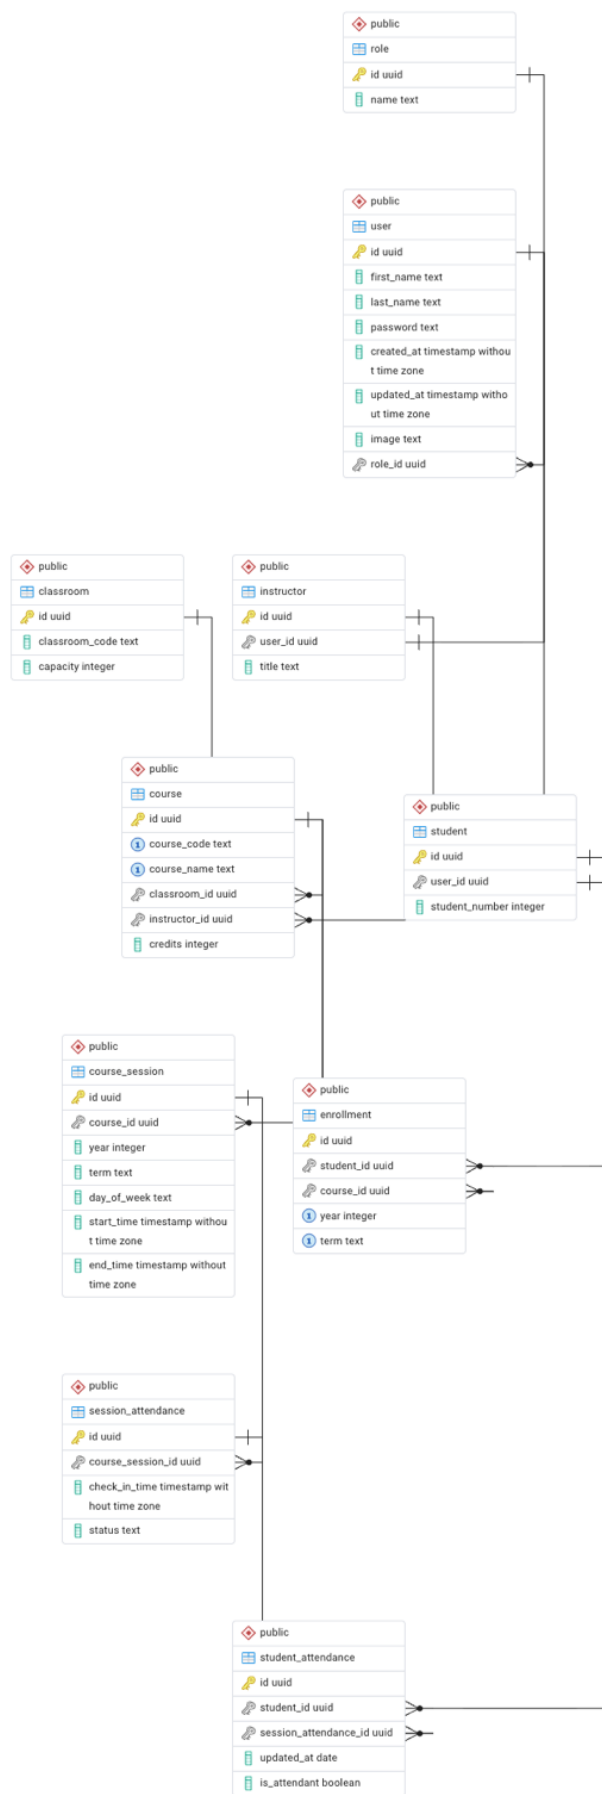 public
role
id uuid
name text
public
user
id uuid
first_name text
last_name text
password text
created_at timestamp withou
t time zone
updated_at timestamp witho
ut time zone
image text
role_id uuid
public
classroom
id uuid
classroom_code text
capacity integer
public
instructor
id uuid
user_id uuid
title text
public
course
id uuid
1 course_code text
1 course_name text
classroom_id uuid
instructor_id uuid
credits integer
public
student
id uuid
user_id uuid
student_number integer
public
course_session
id uuid
course_id uuid
year integer
term text
day_of_week text
start_time timestamp withou
t time zone
end_time timestamp without
time zone
public
enrollment
id uuid
student_id uuid
course_id uuid
1 year integer
1 term text
public
session_attendance
id uuid
course_session_id uuid
check_in_time timestamp wit
hout time zone
status text
public
student_attendance
id uuid
student_id uuid
session_attendance_id uuid
updated_at date
is_attendant boolean